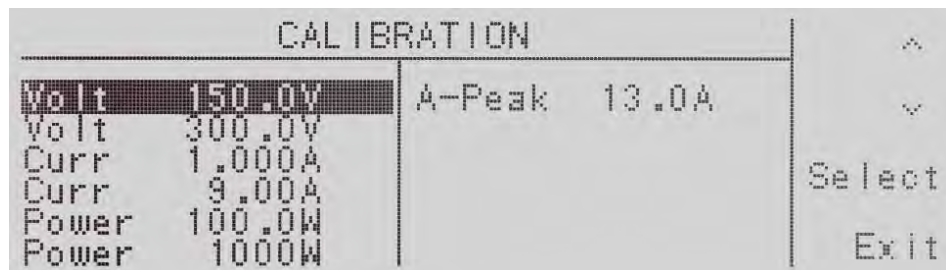 CALIBRATION
Volt 150.0V
Volt 300.0V
Curr 1.000A
Curr 9.00A
Power 100.0W
Power 1000W
A-Peak 13.0A
^
v
Select
Exit